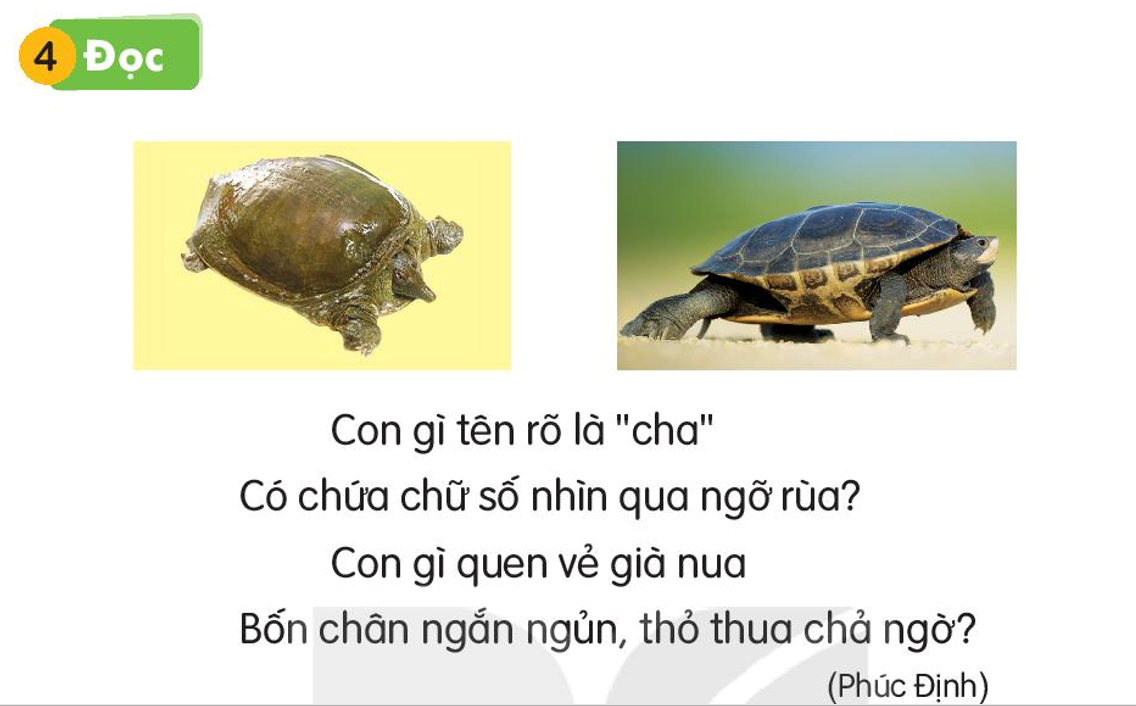 4 Đọc
Con gì tên rõ là "cha"
Có chứa chữ số nhìn qua ngỡ rùa?
Con gì quen vẻ già nua
Bốn chân ngắn ngủn, thỏ thua chả ngờ?
(Phúc Định)